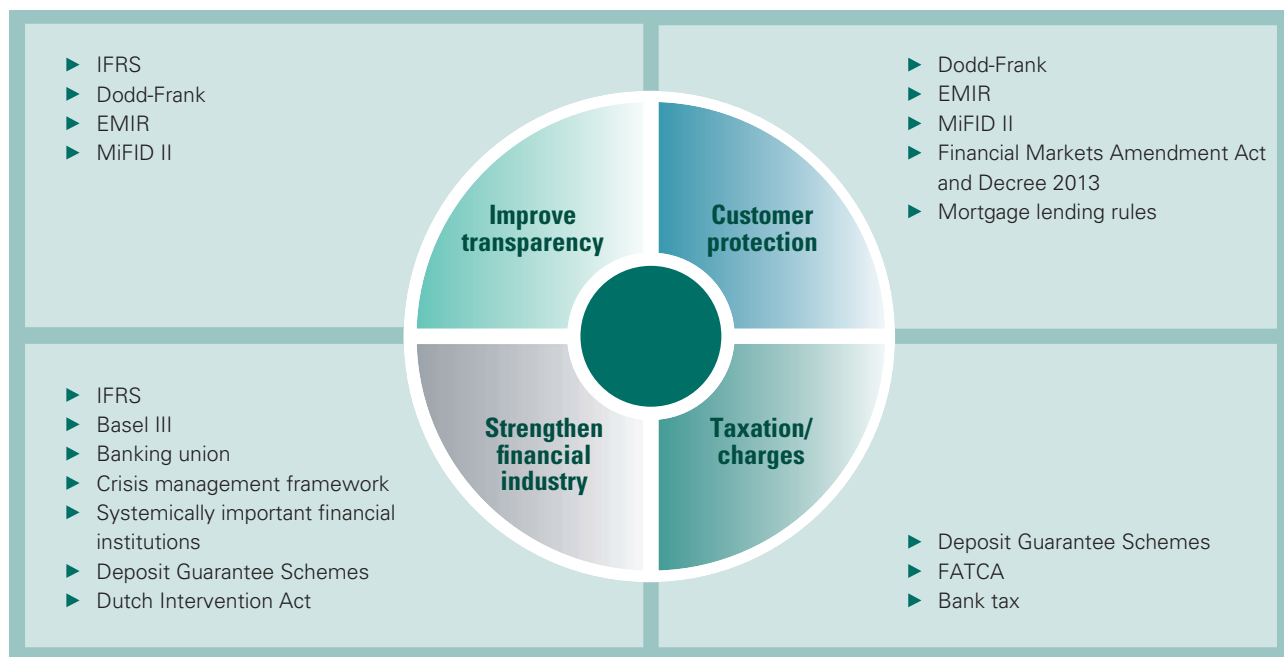 ► IFRS
► Dodd-Frank
► EMIR
► MiFID II
► Dodd-Frank
► EMIR
► MiFID II
► Financial Markets Amendment Act
and Decree 2013
► Mortgage lending rules
Improve
transparency
Customer
protection
Strengthen
financial
industry
Taxation/
charges
► IFRS
► Basel III
► Banking union
► Crisis management framework
► Systemically important financial
institutions
► Deposit Guarantee Schemes
► Dutch Intervention Act
► Deposit Guarantee Schemes
► FATCA
► Bank tax